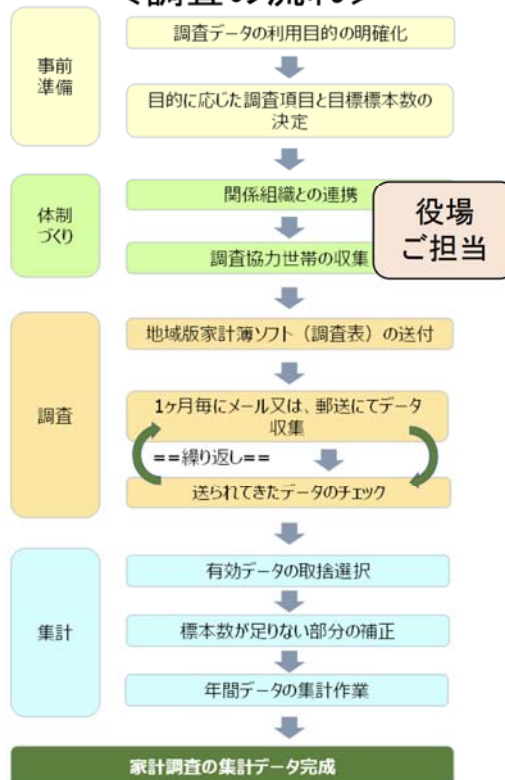 <調査の流れ>
調査データの利用目的の明確化
事前
準備
目的に応じた調査項目と目標標本数の
決定
関係組織との連携
体制
づくり
役場
ご担当
調査協力世帯の収集
地域版家計簿ソフト（調査表）の送付
調査
1ヶ月毎にメール又は、郵送にてデータ
収集
==繰り返し==
送られてきたデータのチェック
有効データの取捨選択
集計
標本数が足りない部分の補正
年間データの集計作業
家計調査の集計データ完成